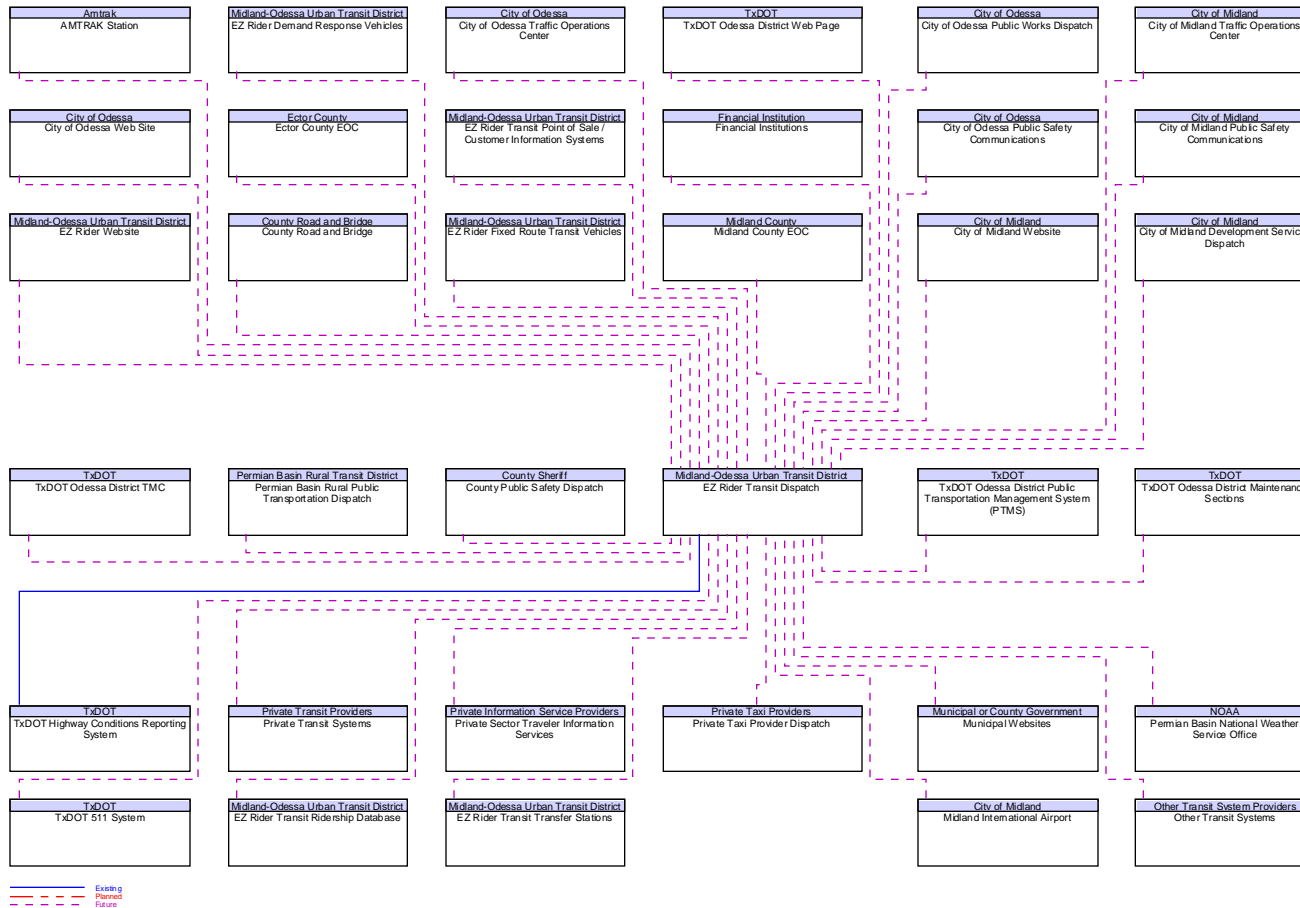 Amtrak
AMTRAK Station
Midland-Odessa Urban Transit District
EZ Rider Demand Response Vehicles
City of Odessa
City of Odessa Traffic Operations
Center
TxDOT
TxDOT Odessa District Web Page
City of Odessa
City of Odessa Public Works Dispatch
City of Midland
City of Midland Traffic Operations
Center
City of Odessa
City of Odessa Web Site
Ector County
Ector County EOC
Midland-Odessa Urban Transit District
EZ Rider Transit Point of Sale /
Customer Information Systems
Financial Institution
Financial Institutions
City of Odessa
City of Odessa Public Safety
Communications
City of Midland
City of Midland Public Safety
Communications
Midland-Odessa Urban Transit District
EZ Rider Website
County Road and Bridge
County Road and Bridge
Midland-Odessa Urban Transit District
EZ Rider Fixed Route Transit Vehicles
Midland County
Midland County EOC
City of Midland
City of Midland Website
City of Midland
City of Midland Development Servic
Dispatch
TxDOT
TxDOT Odessa District TMC
Permian Basin Rural Transit District
Permian Basin Rural Public
Transportation Dispatch
County Sheriff
County Public Safety Dispatch
Midland-Odessa Urban Transit District
EZ Rider Transit Dispatch
TxDOT
TxDOT Odessa District Public
Transportation Management System
(PTMS)
TxDOT
TxDOT Odessa District Maintenanc
Sections
TxDOT
TxDOT Highway Conditions Reporting
System
Private Transit Providers
Private Transit Systems
Private Information Service Providers
Private Sector Traveler Information
Services
Private Taxi Providers
Private Taxi Provider Dispatch
Municipal or County Government
Municipal Websites
NOAA
Permian Basin National Weather
Service Office
TxDOT
TxDOT 511 System
Midland-Odessa Urban Transit District
EZ Rider Transit Ridership Database
Midland-Odessa Urban Transit District
EZ Rider Transit Transfer Stations
City of Midland
Midland International Airport
Other Transit System Providers
Other Transit Systems
Existing
Planned
Future